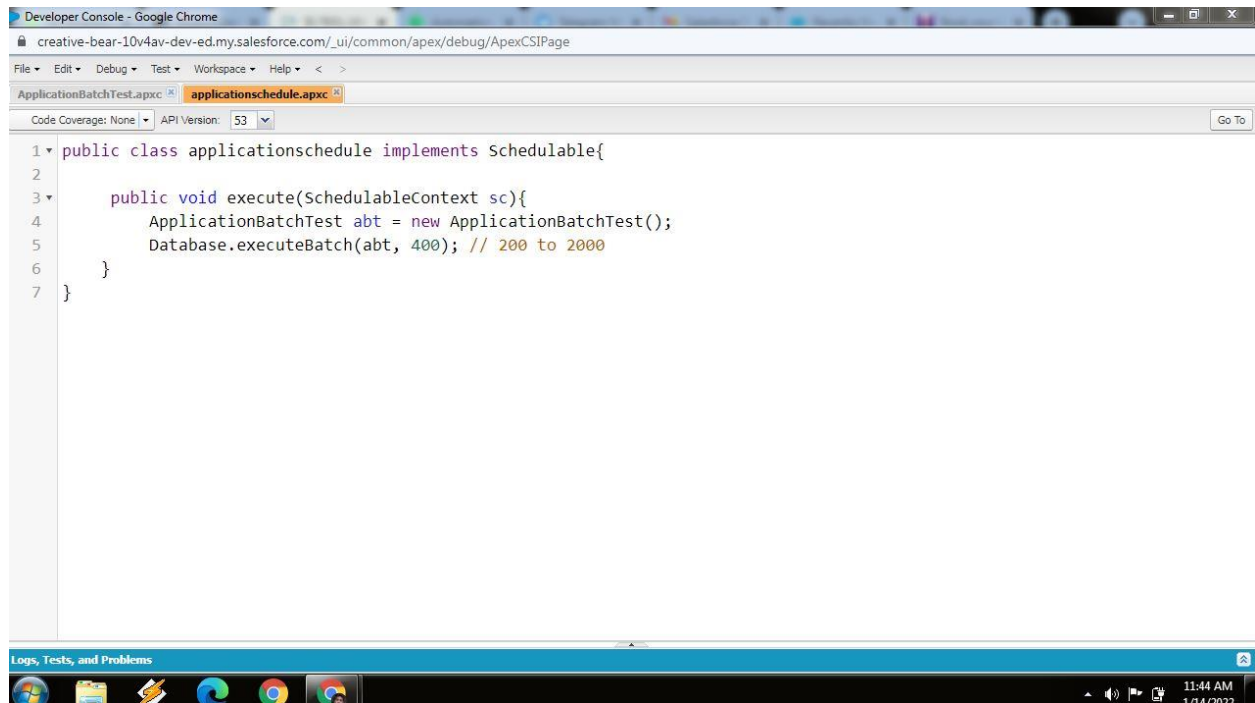 Developer Console - Google Chrome
creative-bear-10v4av-dev-ed.my.salesforce.com/_ui/common/apex/debug/ApexCSIPage
File Edit Debug Test Workspace Help < >
ApplicationBatchTest.apxc applicationschedule.apxc
Code Coverage: None API Version: 53 Go To
1 public class applicationschedule implements Schedulable{
2
3 public void execute(SchedulableContext sc){
4 ApplicationBatchTest abt = new ApplicationBatchTest();
5 Database.executeBatch(abt, 400); // 200 to 2000
6 }
7 }
Logs, Tests, and Problems
11:44 AM
1/14/2022